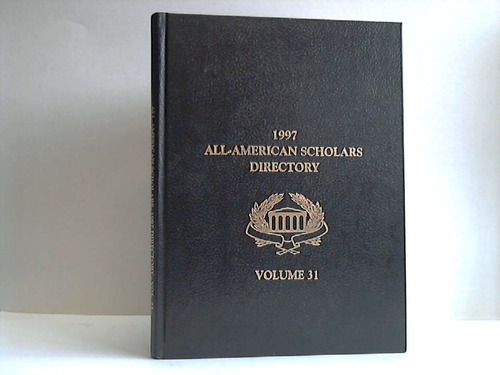 1997
ALL-AMERICAN SCHOLARS
DIRECTORY
VOLUME 31